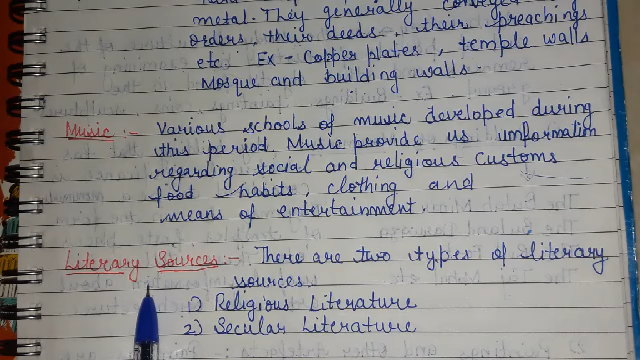 metal. They generally conveyed
orders, their deeds, their preachings
etc. Ex - Copper plates, temple walls
Mosque and building walls.
Music :- Various schools of music developed during
this period. Music provide us information
regarding social and religious customs
food habits, clothing and
means of entertainment.
Literary Sources :- There are two types of literary
sources.
1) Religious Literature
2) Secular Literature